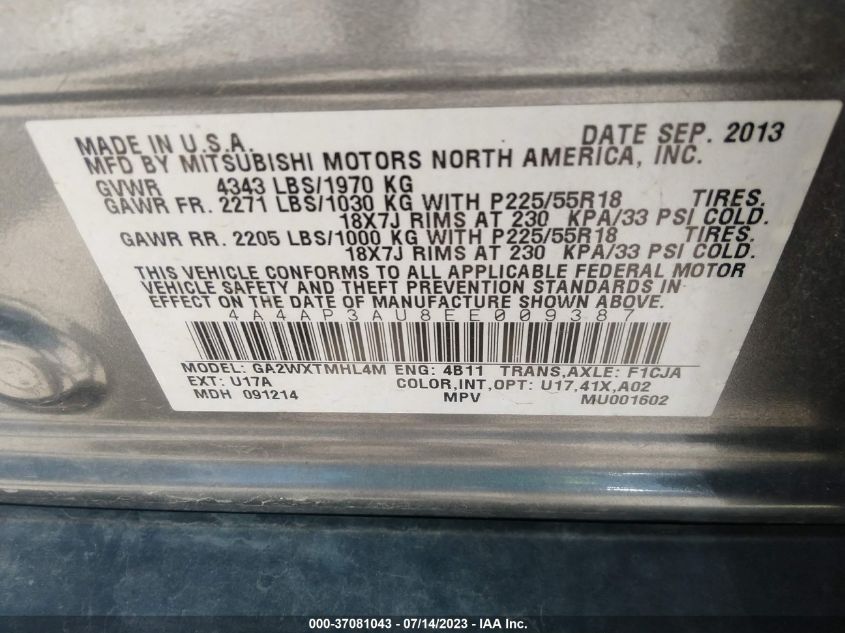 MADE IN U.S.A. DATE SEP. 2013
MFD BY MITSUBISHI MOTORS NORTH AMERICA, INC.
GVWR 4343 LBS/1970 KG
GAWR FR. 2271 LBS/1030 KG WITH P225/55R18 TIRES.
18X7J RIMS AT 230 KPA/33 PSI COLD.
GAWR RR. 2205 LBS/1000 KG WITH P225/55R18 TIRES.
18X7J RIMS AT 230 KPA/33 PSI COLD.
THIS VEHICLE CONFORMS TO ALL APPLICABLE FEDERAL MOTOR
VEHICLE SAFETY AND THEFT PREVENTION STANDARDS IN
EFFECT ON THE DATE OF MANUFACTURE SHOWN ABOVE.
4A4AP3AU8EE009387
MODEL: GA2WXTMHL4M ENG: 4B11 TRANS,AXLE: F1CJA
EXT: U17A COLOR,INT,OPT: U17,41X,A02
MDH 091214 MPV MU001602
000-37081043 - 07/14/2023 - Copyright IAA, Inc.